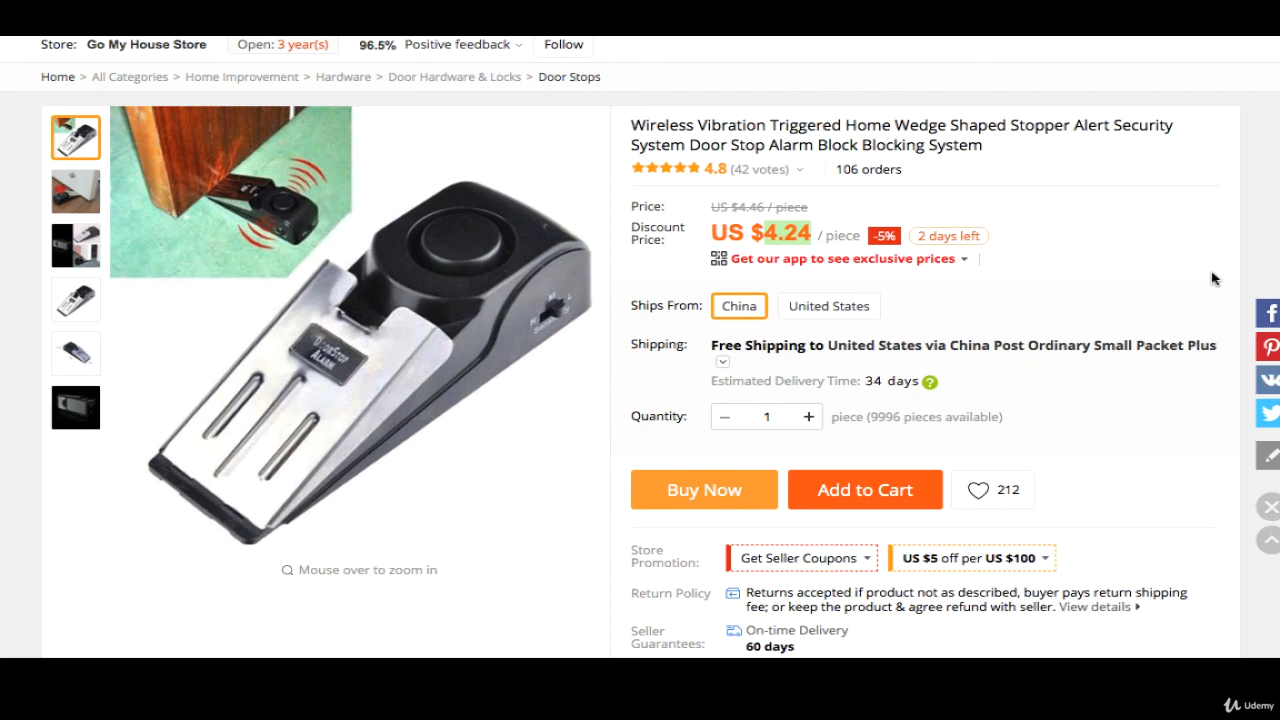 Store: Go My House Store Open: 3 year(s) 96.5% Positive feedback Follow
Home > All Categories > Home Improvement > Hardware > Door Hardware & Locks > Door Stops
Wireless Vibration Triggered Home Wedge Shaped Stopper Alert Security
System Door Stop Alarm Block Blocking System
4.8 (42 votes) 106 orders
Price: US $4.46 / piece
Discount
Price: US $4.24 / piece -5% 2 days left
Get our app to see exclusive prices
Ships From: China United States
Shipping: Free Shipping to United States via China Post Ordinary Small Packet Plus
Estimated Delivery Time: 34 days ?
Quantity: − 1 + piece (9996 pieces available)
Buy Now Add to Cart 212
Store
Promotion: Get Seller Coupons US $5 off per US $100
Return Policy Returns accepted if product not as described, buyer pays return shipping
fee; or keep the product & agree refund with seller. View details
Seller
Guarantees: On-time Delivery
60 days
DoorStop
Alarm
Mouse over to zoom in
Udemy